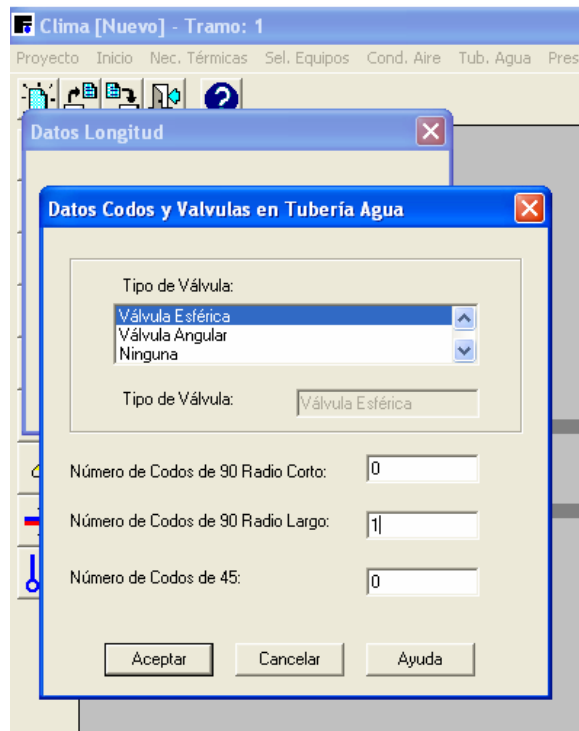 Clima [Nuevo] - Tramo: 1
Proyecto Inicio Nec. Térmicas Sel. Equipos Cond. Aire Tub. Agua Pres
Datos Longitud
Datos Codos y Valvulas en Tubería Agua
Tipo de Válvula:
Válvula Esférica
Válvula Angular
Ninguna
Tipo de Válvula: Válvula Esférica
Número de Codos de 90 Radio Corto: 0
Número de Codos de 90 Radio Largo: 1
Número de Codos de 45: 0
Aceptar Cancelar Ayuda